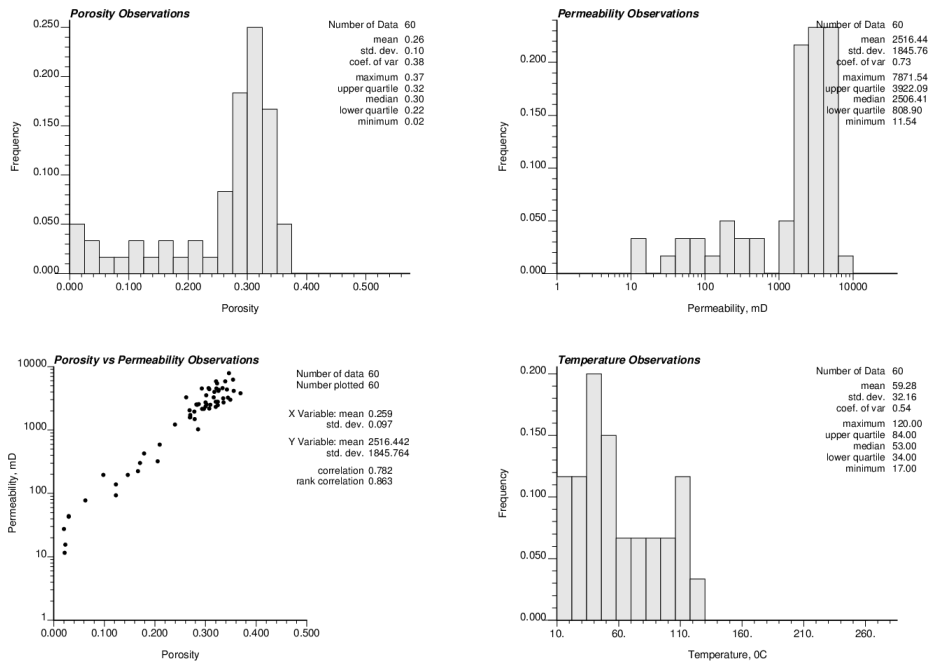 Porosity Observations
Number of Data 60
mean 0.26
std. dev. 0.10
coef. of var 0.38
maximum 0.37
upper quartile 0.32
median 0.30
lower quartile 0.22
minimum 0.02
Frequency
0.250
0.200
0.150
0.100
0.050
0.000
0.000 0.100 0.200 0.300 0.400 0.500
Porosity
Permeability Observations
Number of Data 60
mean 2516.44
std. dev. 1845.76
coef. of var 0.73
maximum 7871.54
upper quartile 3922.09
median 2506.41
lower quartile 808.90
minimum 11.54
Frequency
0.200
0.150
0.100
0.050
0.000
1 10 100 1000 10000
Permeability, mD
Porosity vs Permeability Observations
Number of data 60
Number plotted 60
X Variable: mean 0.259
std. dev. 0.097
Y Variable: mean 2516.442
std. dev. 1845.764
correlation 0.782
rank correlation 0.863
Permeability, mD
10000
1000
100
10
1
0.000 0.100 0.200 0.300 0.400 0.500
Porosity
Temperature Observations
Number of Data 60
mean 59.28
std. dev. 32.16
coef. of var 0.54
maximum 120.00
upper quartile 84.00
median 53.00
lower quartile 34.00
minimum 17.00
Frequency
0.200
0.150
0.100
0.050
0.000
10. 60. 110. 160. 210. 260.
Temperature, 0C